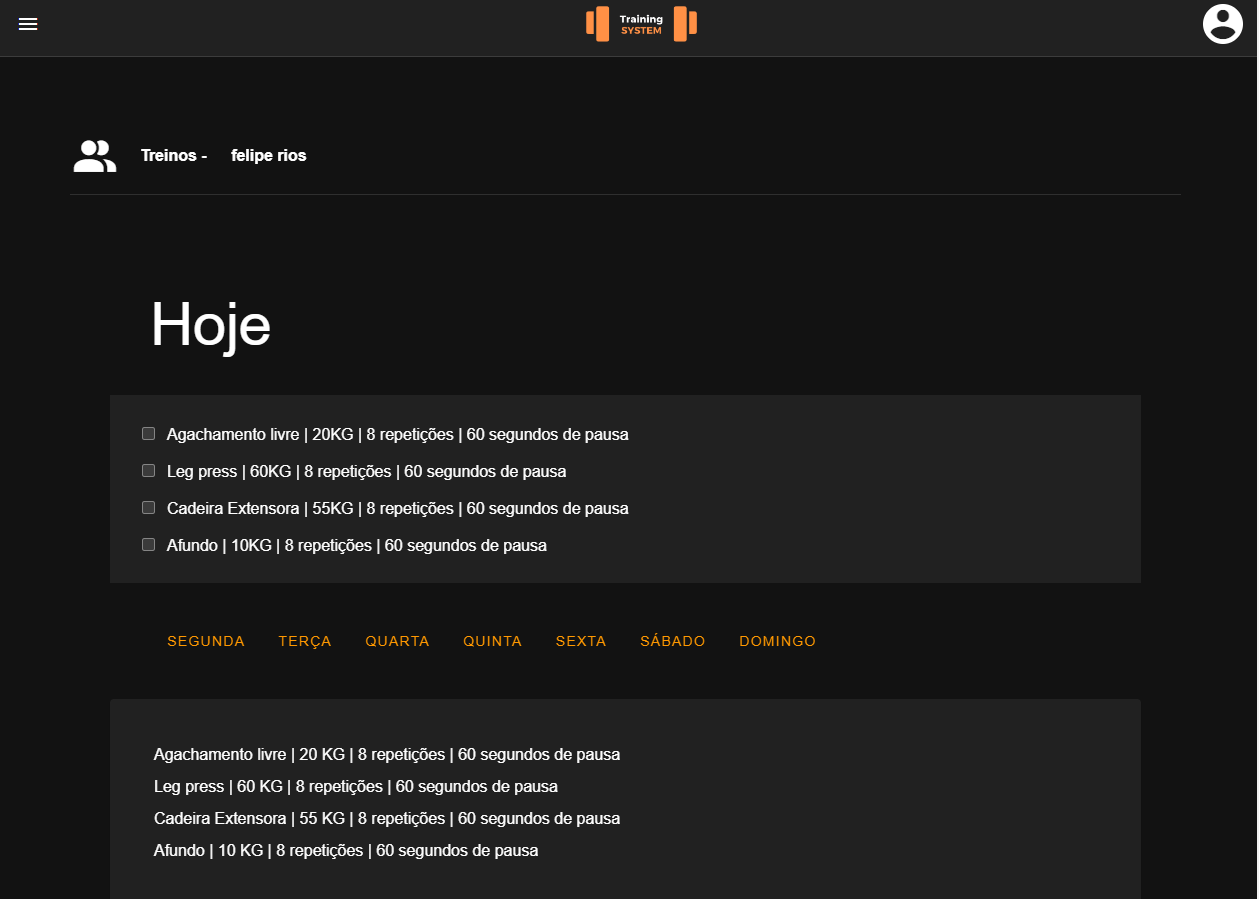 Training
SYSTEM
Treinos - felipe rios
Hoje
Agachamento livre | 20KG | 8 repetições | 60 segundos de pausa
Leg press | 60KG | 8 repetições | 60 segundos de pausa
Cadeira Extensora | 55KG | 8 repetições | 60 segundos de pausa
Afundo | 10KG | 8 repetições | 60 segundos de pausa
SEGUNDA TERÇA QUARTA QUINTA SEXTA SÁBADO DOMINGO
Agachamento livre | 20 KG | 8 repetições | 60 segundos de pausa
Leg press | 60 KG | 8 repetições | 60 segundos de pausa
Cadeira Extensora | 55 KG | 8 repetições | 60 segundos de pausa
Afundo | 10 KG | 8 repetições | 60 segundos de pausa